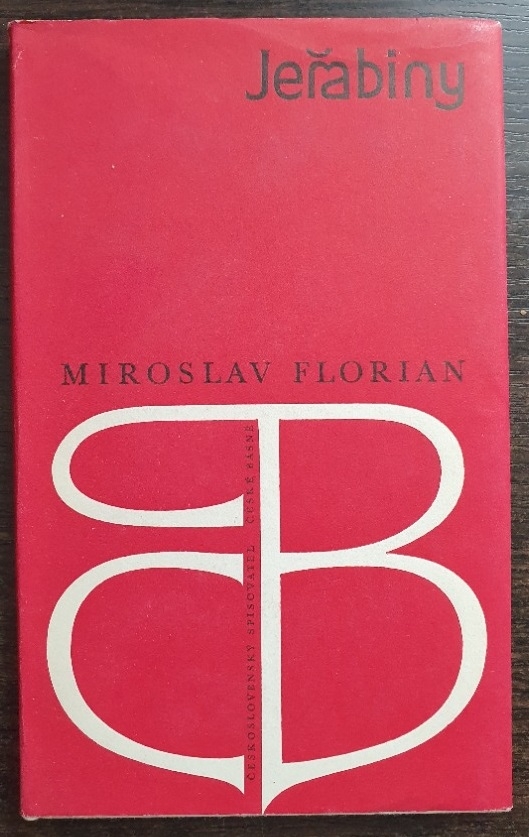 Jeřabiny
MIROSLAV FLORIAN
ČESKOSLOVENSKÝ SPISOVATEL ČESKÉ BÁSNĚ